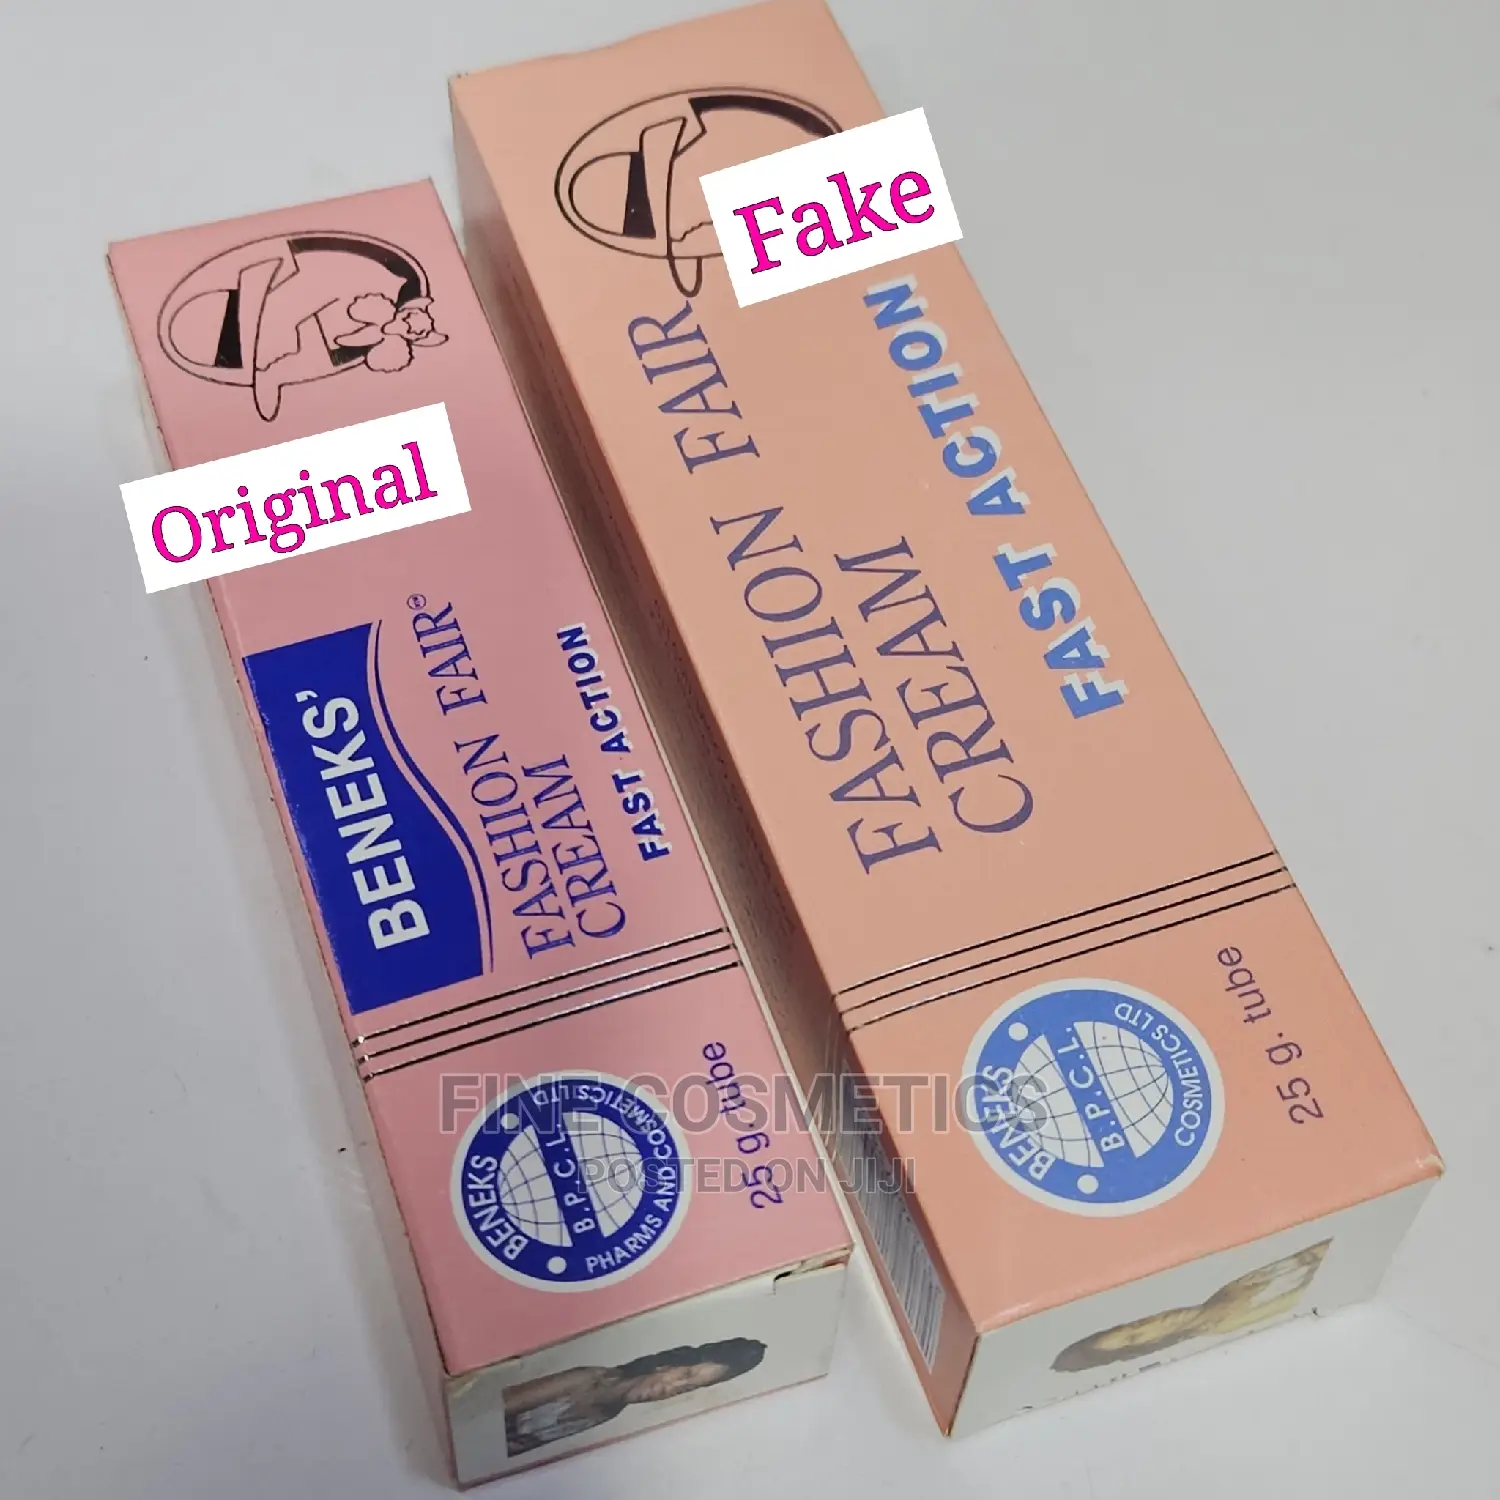 Original
BENEKS'
FASHION FAIR®
CREAM
FAST ACTION
BENEKS
B.P.C.L.
PHARMS AND COSMETICS LTD
25 g. tube
Fake
FASHION FAIR
CREAM
FAST ACTION
BENEKS
B.P.C.L.
COSMETICS LTD
25 g. tube
FINE COSMETICS
POSTED ON JIJI